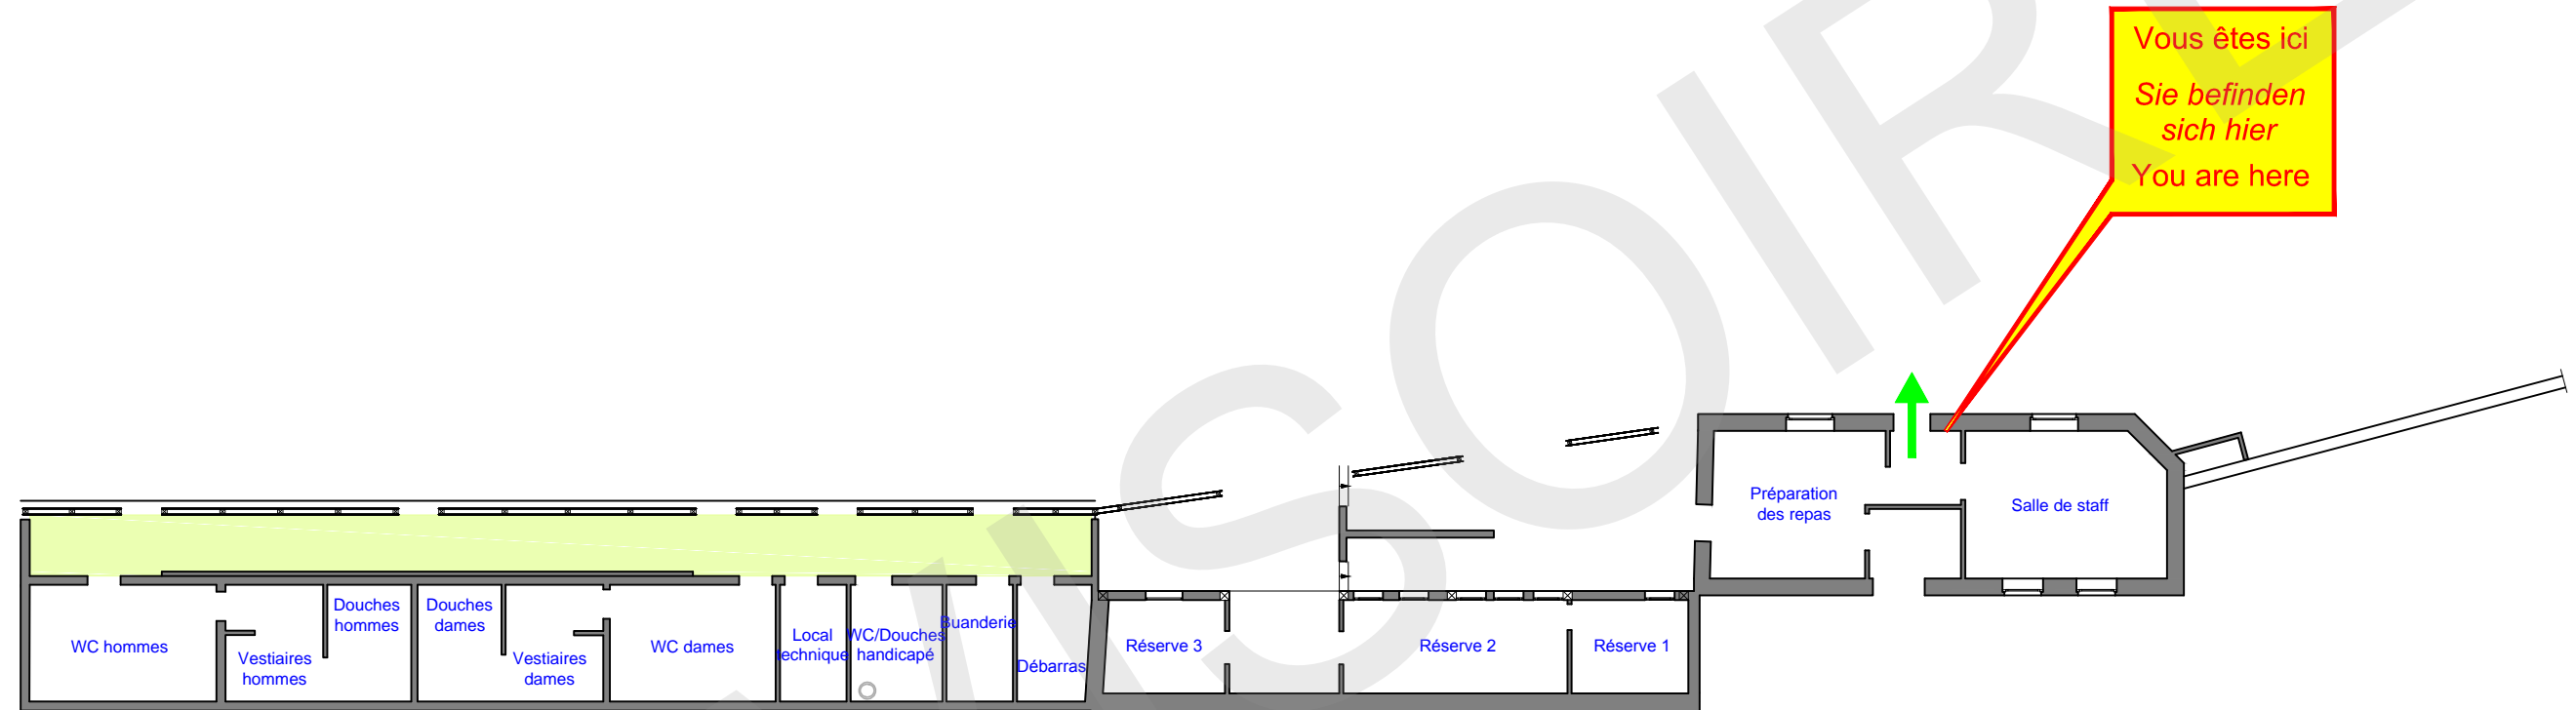 Vous êtes ici
Sie befinden
sich hier
You are here
Préparation
des repas
Salle de staff
Douches
hommes
Douches
dames
WC hommes
Vestiaires
hommes
Vestiaires
dames
WC dames
Local
technique
WC/Douches
handicapé
Buanderie
Débarras
Réserve 3
Réserve 2
Réserve 1